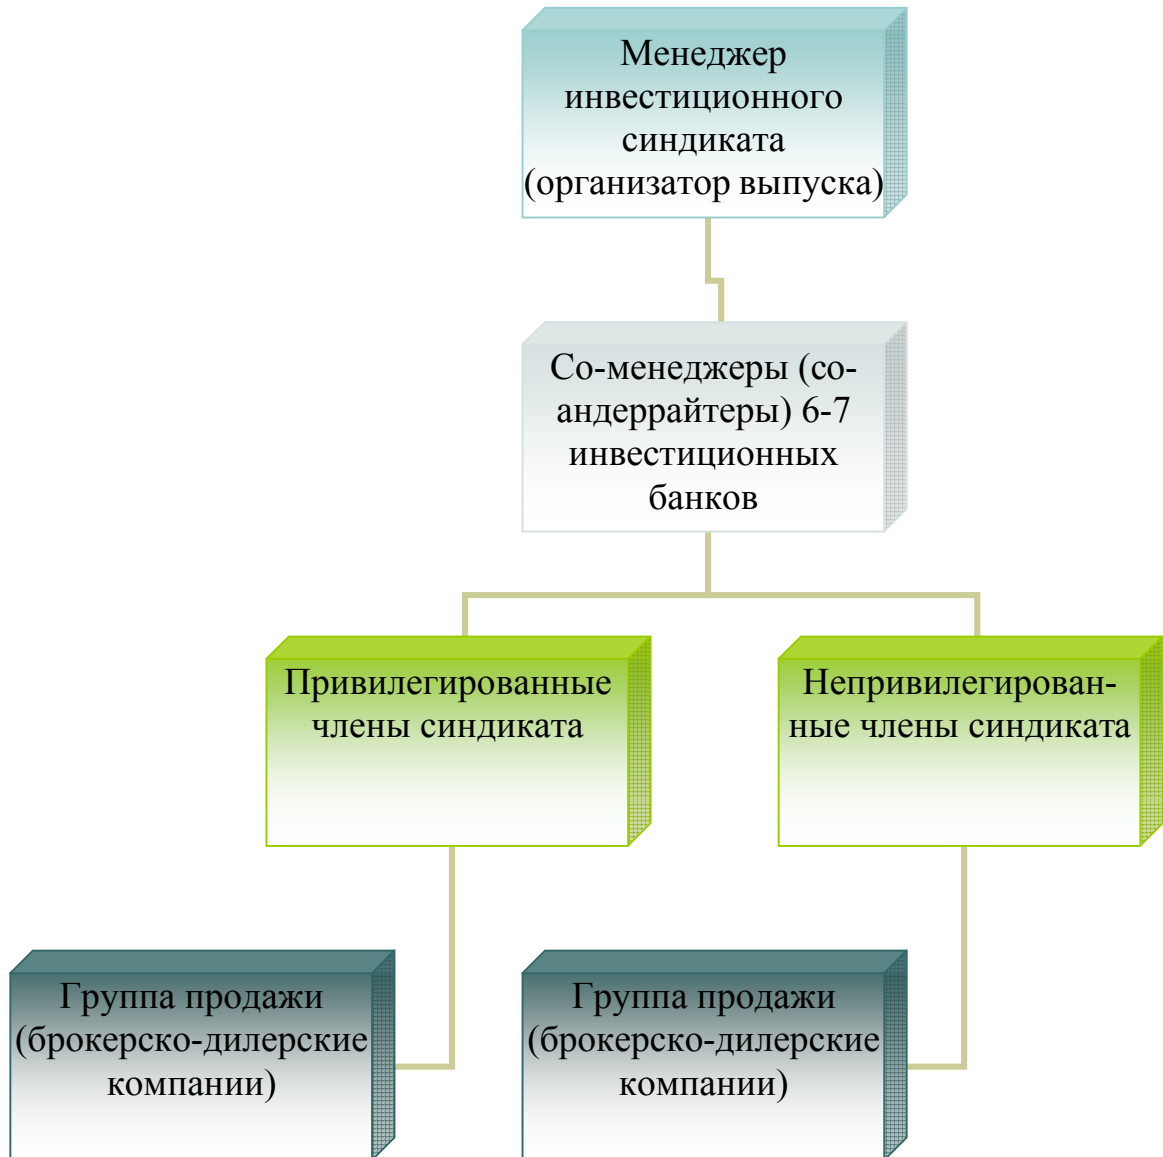 Менеджер
инвестиционного
синдиката
(организатор выпуска)
Со-менеджеры (со-
андеррайтеры) 6-7
инвестиционных
банков
Привилегированные
члены синдиката
Непривилегирован-
ные члены синдиката
Группа продажи
(брокерско-дилерские
компании)
Группа продажи
(брокерско-дилерские
компании)